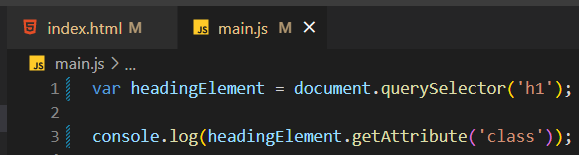 index.html M
main.js M ×
main.js > ...
1 var headingElement = document.querySelector('h1');
2
3 console.log(headingElement.getAttribute('class'));